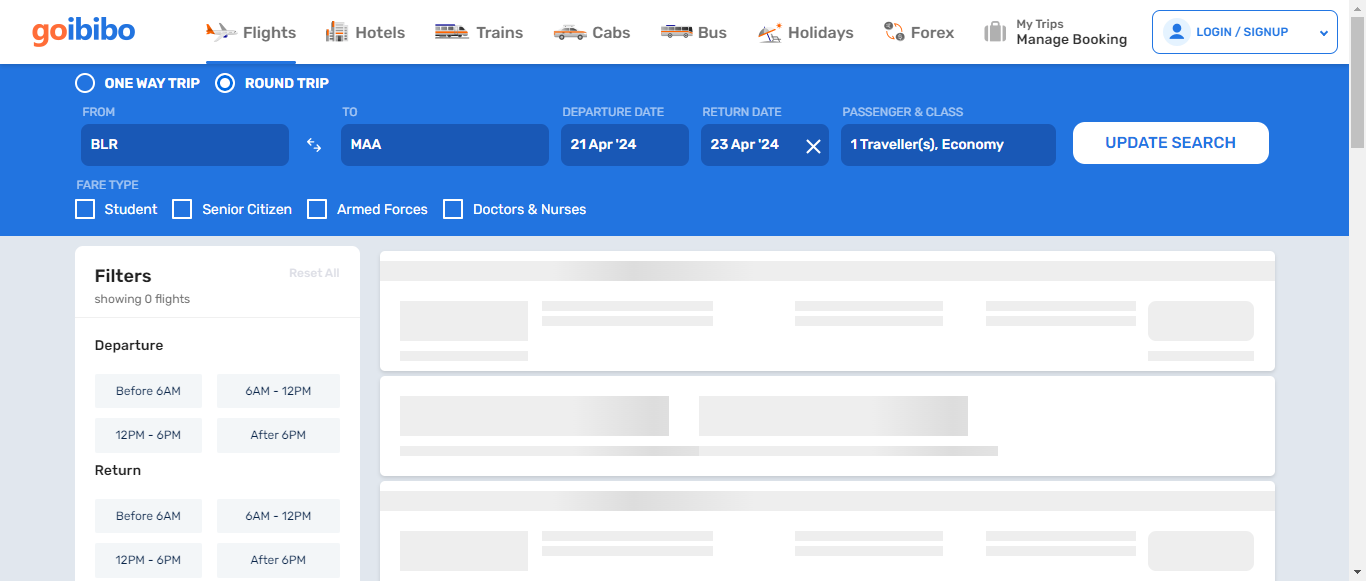 goibibo
Flights
Hotels
Trains
Cabs
Bus
Holidays
Forex
My Trips
Manage Booking
LOGIN / SIGNUP
ONE WAY TRIP
ROUND TRIP
FROM
TO
DEPARTURE DATE
RETURN DATE
PASSENGER & CLASS
BLR
MAA
21 Apr '24
23 Apr '24
1 Traveller(s), Economy
UPDATE SEARCH
FARE TYPE
Student
Senior Citizen
Armed Forces
Doctors & Nurses
Filters
Reset All
showing 0 flights
Departure
Before 6AM
6AM - 12PM
12PM - 6PM
After 6PM
Return
Before 6AM
6AM - 12PM
12PM - 6PM
After 6PM